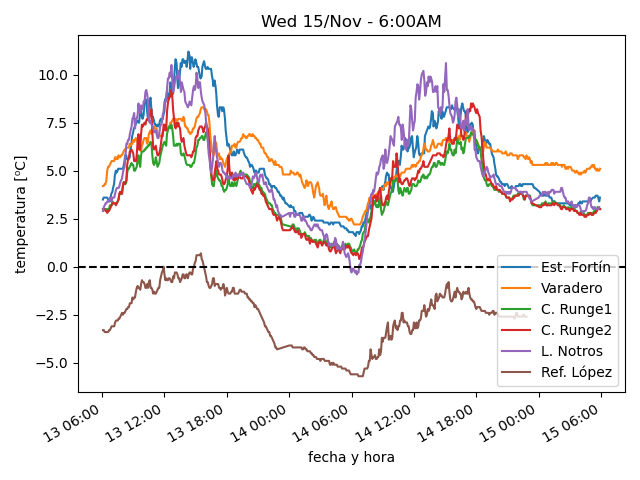 Wed 15/Nov - 6:00AM
temperatura [ºC]
10.0
7.5
5.0
2.5
0.0
−2.5
−5.0
Est. Fortín
Varadero
C. Runge1
C. Runge2
L. Notros
Ref. López
13 06:00
13 12:00
13 18:00
14 00:00
14 06:00
14 12:00
14 18:00
15 00:00
15 06:00
fecha y hora